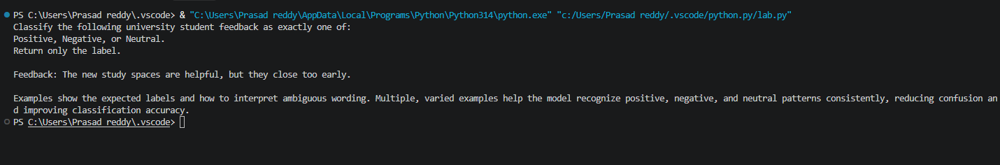 PS C:\Users\Prasad reddy\.vscode> & "C:\Users\Prasad reddy\AppData\Local\Programs\Python\Python314\python.exe" "c:/Users/Prasad reddy/.vscode/python.py/lab.py"
Classify the following university student feedback as exactly one of:
Positive, Negative, or Neutral.
Return only the label.
Feedback: The new study spaces are helpful, but they close too early.
Examples show the expected labels and how to interpret ambiguous wording. Multiple, varied examples help the model recognize positive, negative, and neutral patterns consistently, reducing confusion an
d improving classification accuracy.
PS C:\Users\Prasad reddy\.vscode>